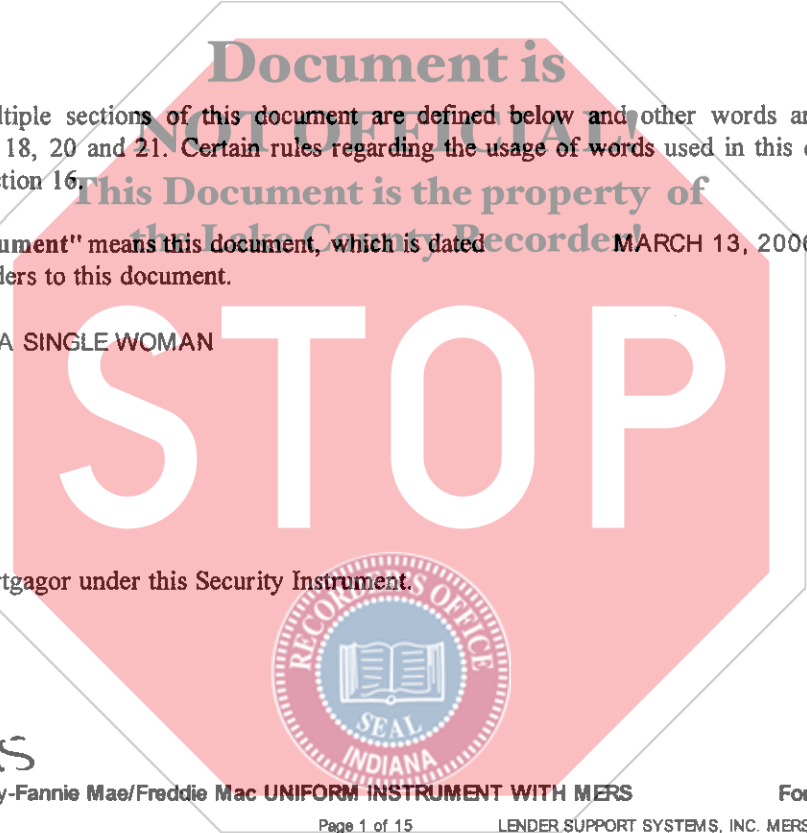 Document is
ltiple sections of this document are defined below and other words
NOT OFFICIAL!
18, 20 and 21. Certain rules regarding the usage of words used in this
tion 16.
This Document is the property of
ument" means this document, which is dated MARCH 13, 2006
the Lake County Recorder!
ders to this document.
A SINGLE WOMAN
STOP
rtgagor under this Security Instrument.
RECORDER'S OFFICE
SEAL
INDIANA
y-Fannie Mae/Freddie Mac UNIFORM INSTRUMENT WITH MERS
Page 1 of 15 LENDER SUPPORT SYSTEMS, INC. MERS